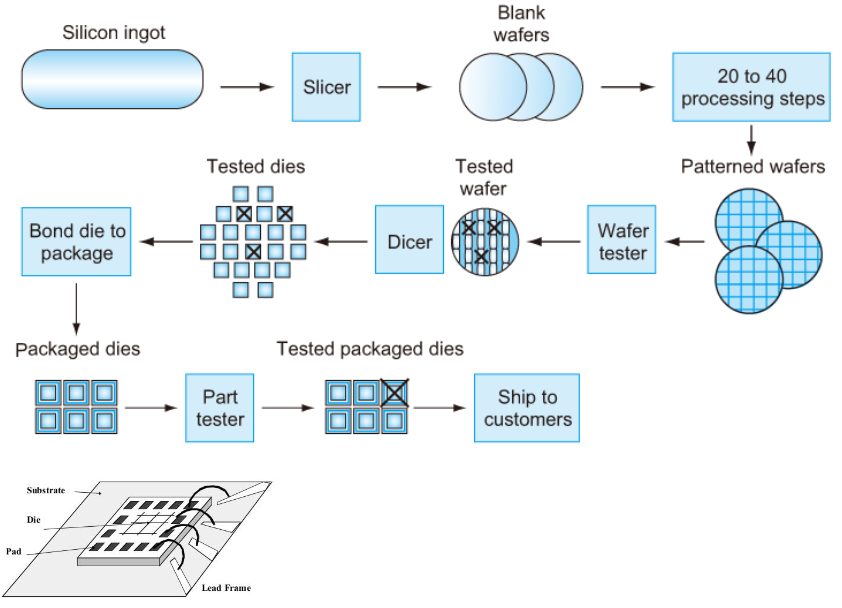 Silicon ingot
Slicer
Blank
wafers
20 to 40
processing steps
Patterned wafers
Wafer
tester
Tested
wafer
Dicer
Tested dies
Bond die to
package
Packaged dies
Part
tester
Tested packaged dies
Ship to
customers
Substrate
Die
Pad
Lead Frame